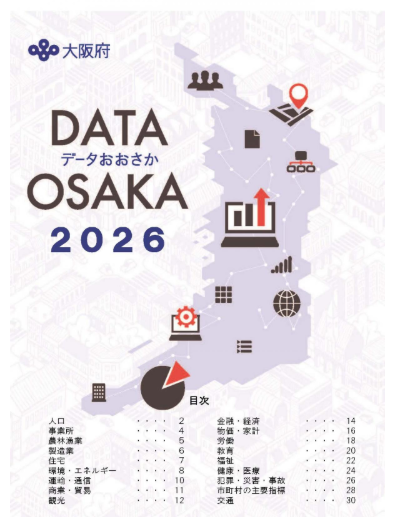 大阪府
DATA
データおおさか
OSAKA
2026
目次
人口 ・・・・ 2
事業所 ・・・・ 4
農林漁業 ・・・・ 5
製造業 ・・・・ 6
住宅 ・・・・ 7
環境・エネルギー ・・・・ 8
運輸・通信 ・・・・ 10
商業・貿易 ・・・・ 11
観光 ・・・・ 12
金融・経済 ・・・・ 14
物価・家計 ・・・・ 16
労働 ・・・・ 18
教育 ・・・・ 20
福祉 ・・・・ 22
健康・医療 ・・・・ 24
犯罪・災害・事故 ・・・・ 26
市町村の主要指標 ・・・・ 28
交通 ・・・・ 30